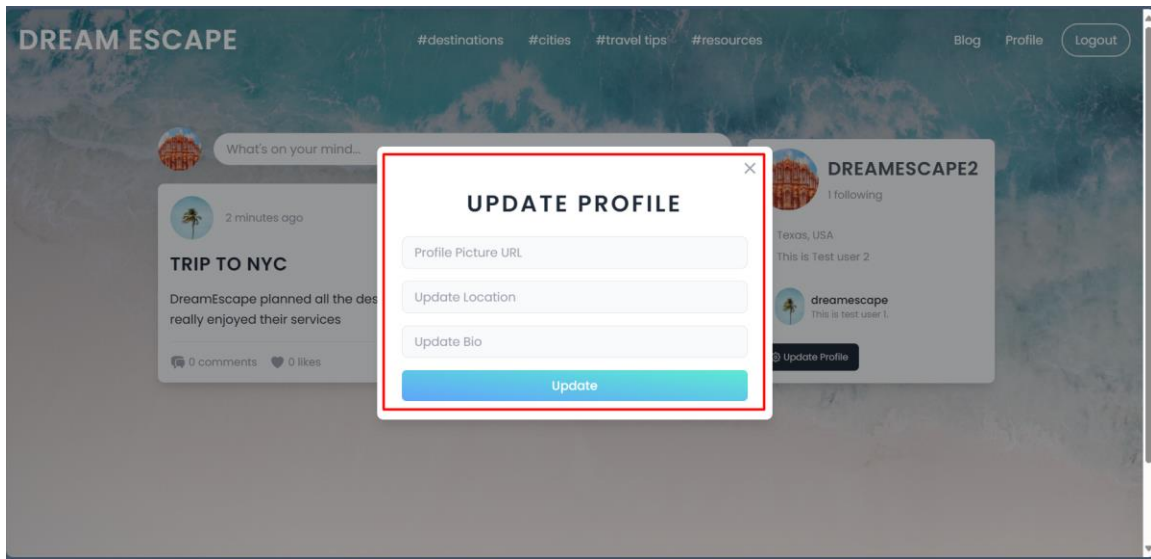 DREAM ESCAPE
#destinations #cities #travel tips #resources
Blog Profile Logout
What's on your mind...
2 minutes ago
TRIP TO NYC
DreamEscape planned all the des
really enjoyed their services
0 comments 0 likes
UPDATE PROFILE
Profile Picture URL
Update Location
Update Bio
Update
DREAMESCAPE2
1 following
Texas, USA
This is Test user 2
dreamescape
This is test user 1.
Update Profile